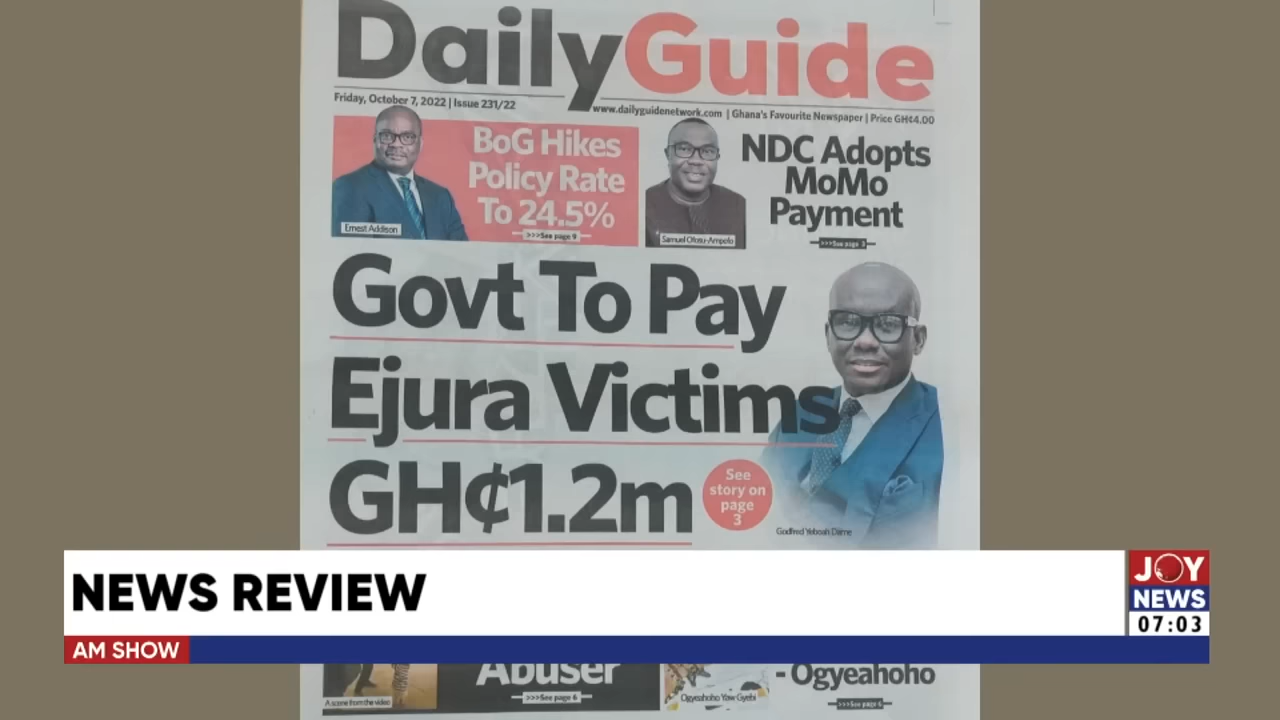 DailyGuide
Friday, October 7, 2022 | Issue 231/22
www.dailyguidenetwork.com | Ghana's Favourite Newspaper | Price GH¢4.00
BoG Hikes
Policy Rate
To 24.5%
>>>See page 9
Ernest Addison
NDC Adopts
MoMo
Payment
>>>See page 3
Samuel Ofosu-Ampofo
Govt To Pay
Ejura Victims
GH¢1.2m
See
story on
page
3
Godfred Yeboah Dame
NEWS REVIEW
AM SHOW
JOY
NEWS
07:03
Abuser
>>>See page 6
A scene from the video
- Ogyeahoho
>>>See page 6
Ogyeahoho Yaw Gyebi